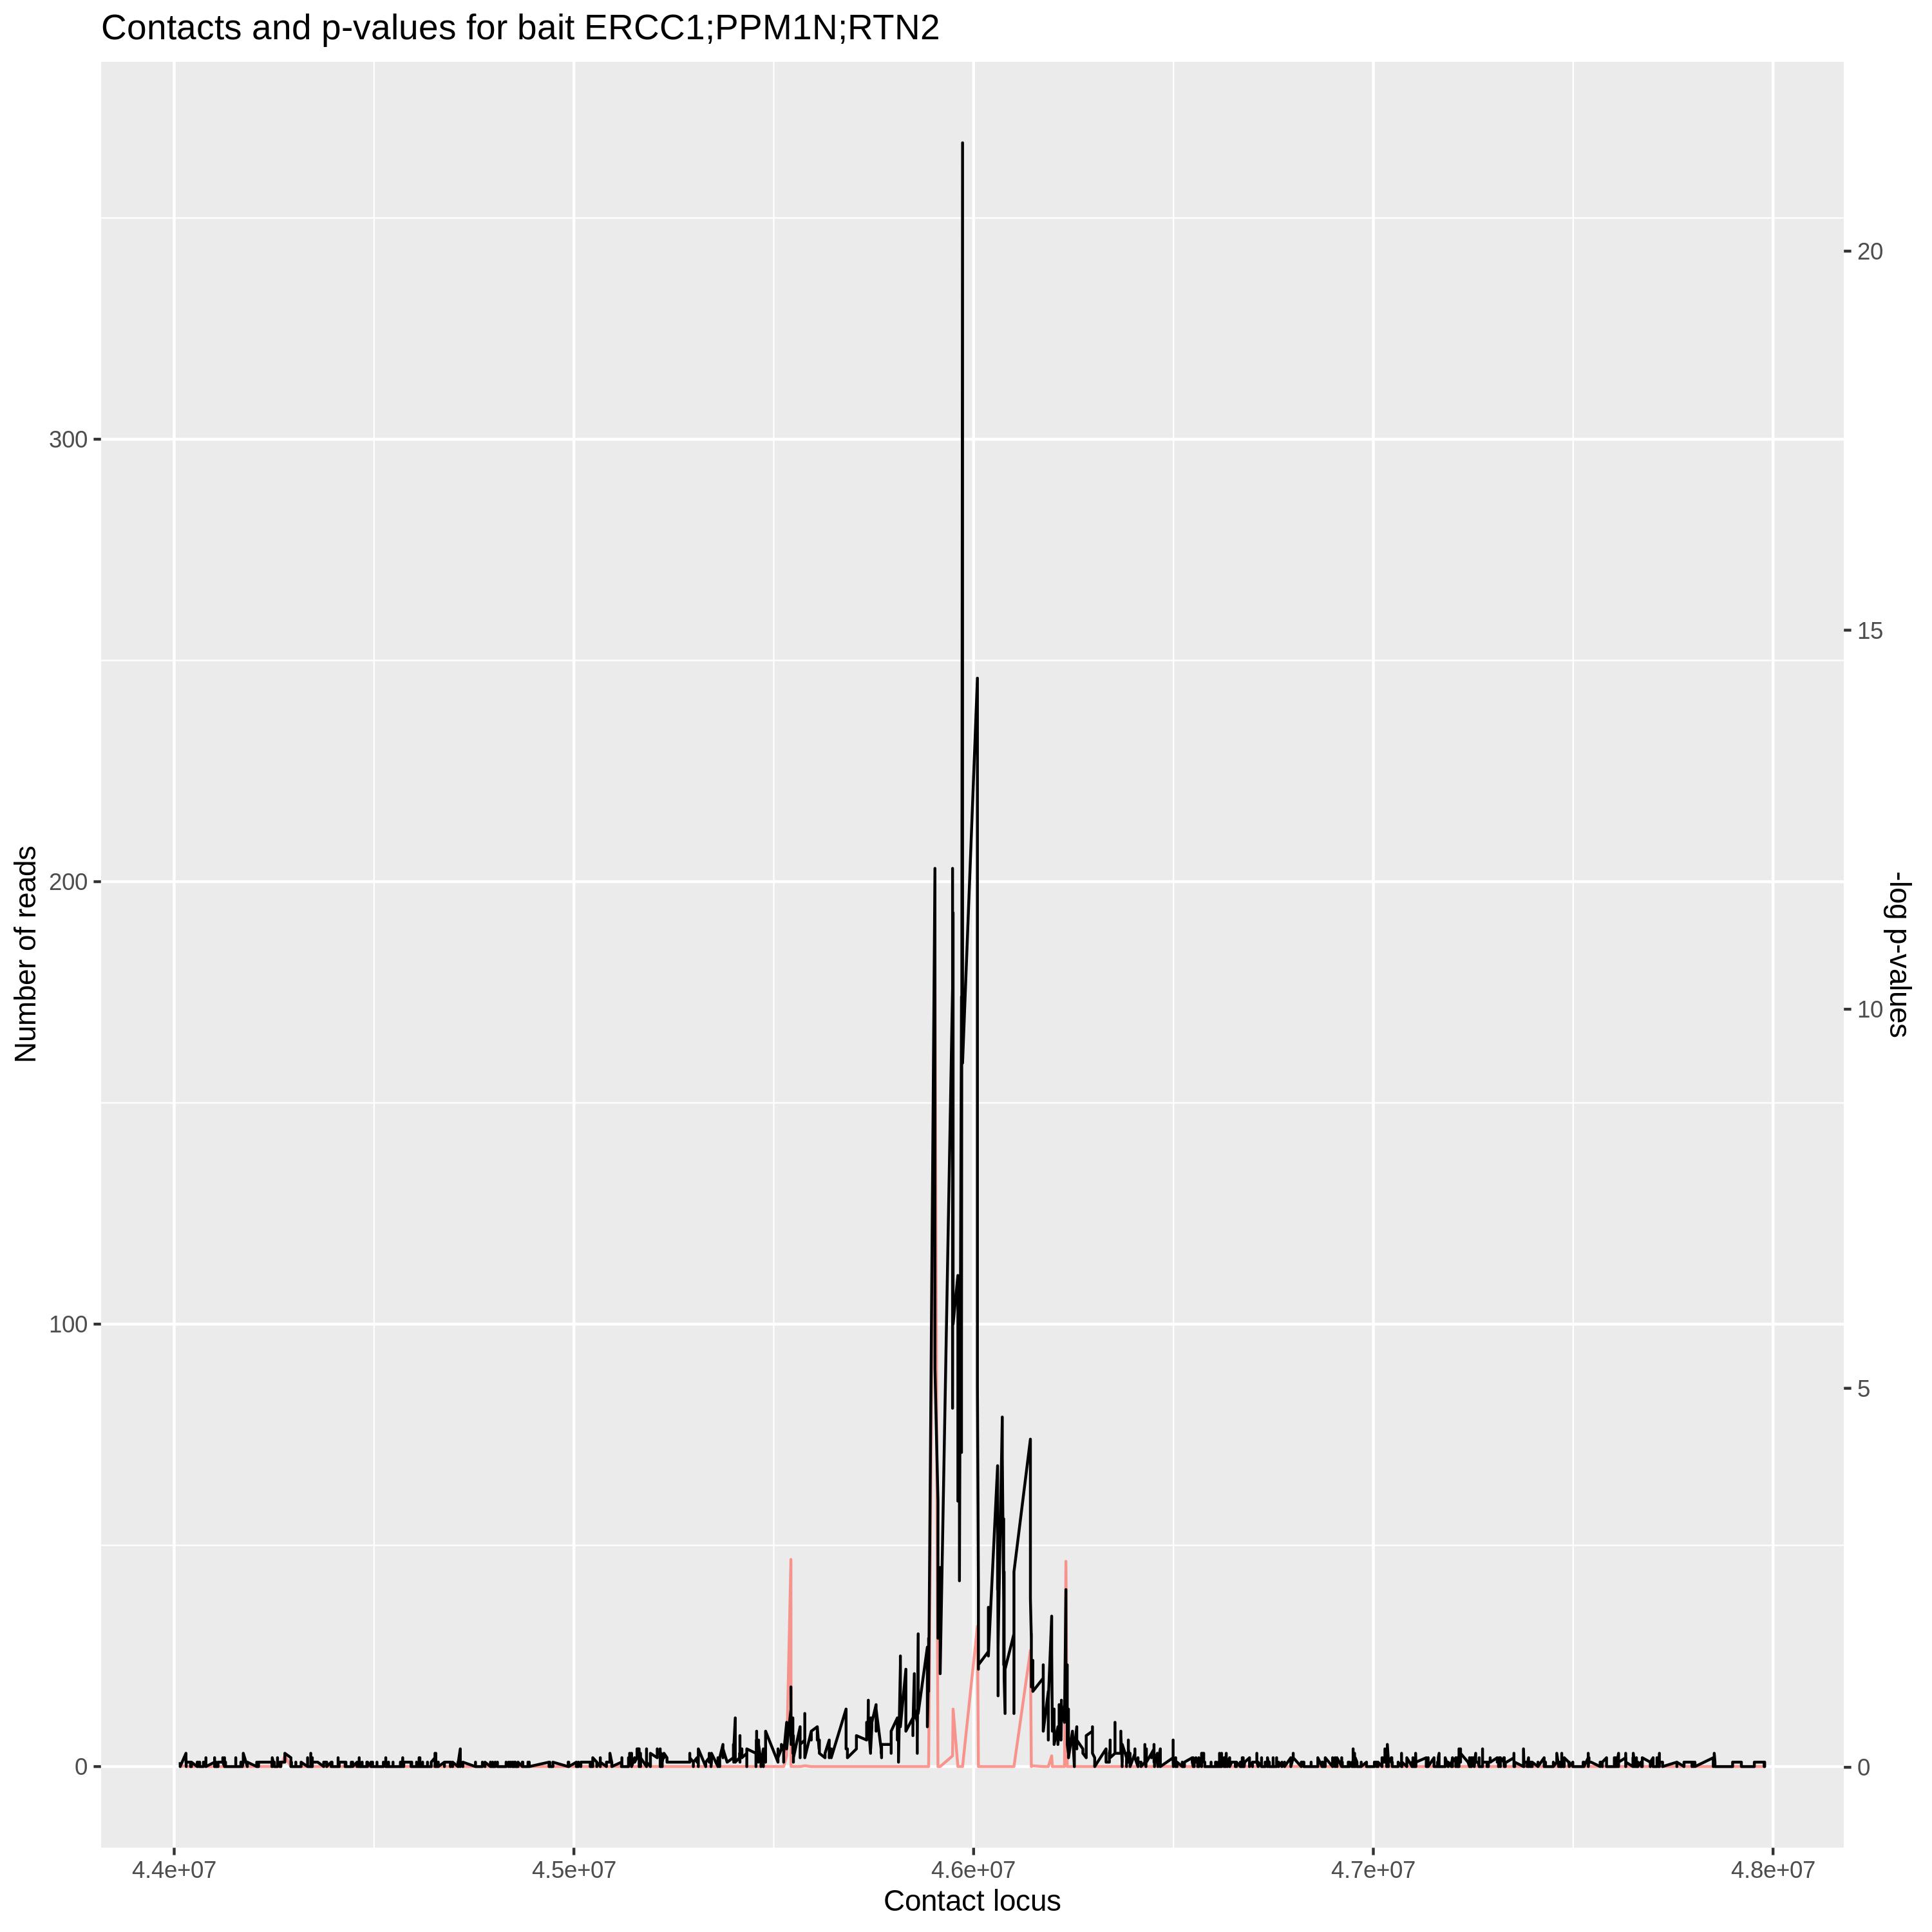 Contacts and p-values for bait ERCC1;PPM1N;RTN2
Number of reads
300
200
100
0
20
15
10
5
0
-log p-values
4.4e+07
4.5e+07
4.6e+07
4.7e+07
4.8e+07
Contact locus